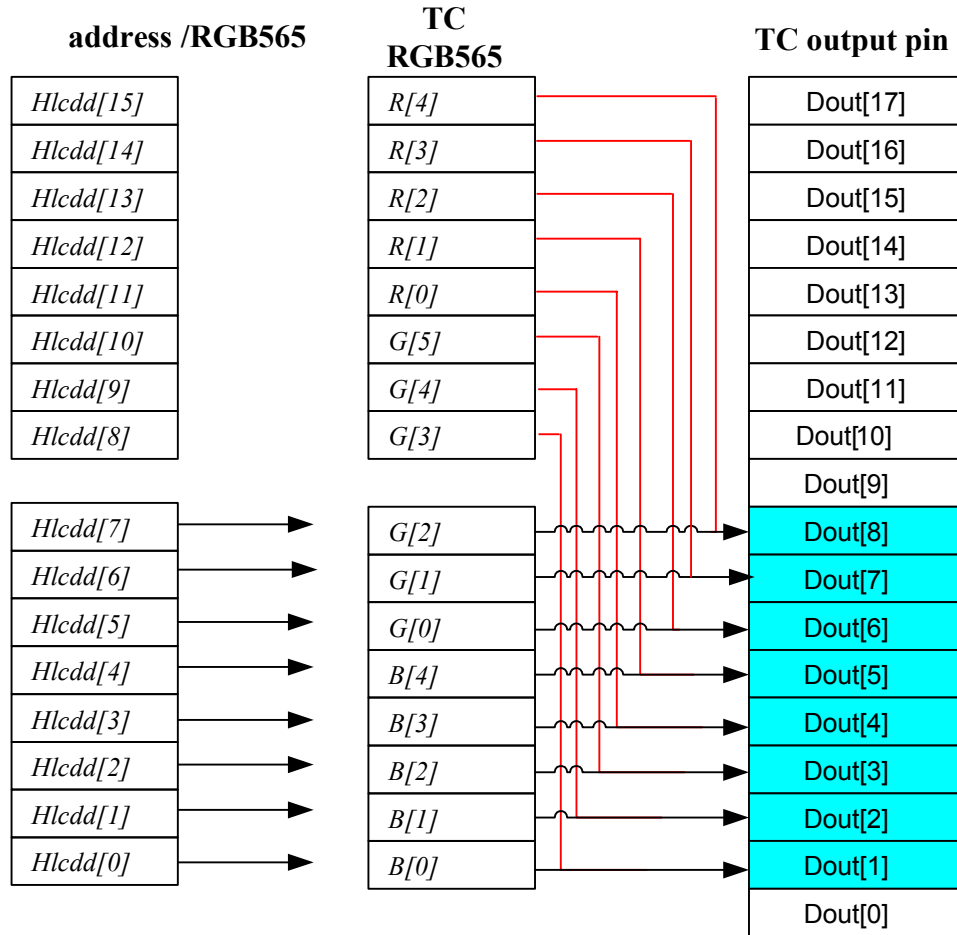 address /RGB565
TC
RGB565
TC output pin
Hlcdd[15]
R[4]
Dout[17]
Hlcdd[14]
R[3]
Dout[16]
Hlcdd[13]
R[2]
Dout[15]
Hlcdd[12]
R[1]
Dout[14]
Hlcdd[11]
R[0]
Dout[13]
Hlcdd[10]
G[5]
Dout[12]
Hlcdd[9]
G[4]
Dout[11]
Hlcdd[8]
G[3]
Dout[10]
Dout[9]
Hlcdd[7]
G[2]
Dout[8]
Hlcdd[6]
G[1]
Dout[7]
Hlcdd[5]
G[0]
Dout[6]
Hlcdd[4]
B[4]
Dout[5]
Hlcdd[3]
B[3]
Dout[4]
Hlcdd[2]
B[2]
Dout[3]
Hlcdd[1]
B[1]
Dout[2]
Hlcdd[0]
B[0]
Dout[1]
Dout[0]